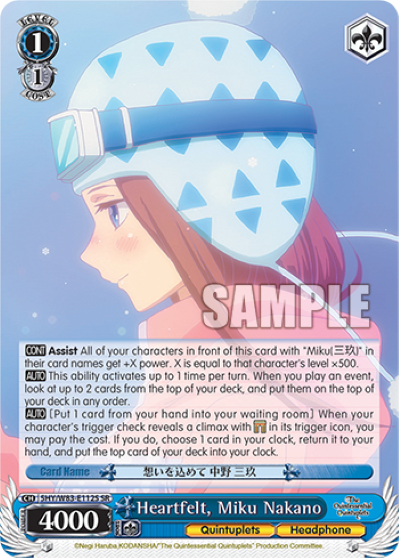 LEVEL
1
1
COST
SAMPLE
CONT Assist All of your characters in front of this card with "Miku(三玖)" in
their card names get +X power. X is equal to that character's level ×500.
AUTO This ability activates up to 1 time per turn. When you play an event,
look at up to 2 cards from the top of your deck, and put them on the top of
your deck in any order.
AUTO [Put 1 card from your hand into your waiting room] When your
character's trigger check reveals a climax with in its trigger icon, you
may pay the cost. If you do, choose 1 card in your clock, return it to your
hand, and put the top card of your deck into your clock.
Card Name
想いを込めて 中野 三玖
CH 5HY/W83-E112S SR
POWER 4000
Heartfelt, Miku Nakano
The Quintessential Quintuplets
Quintuplets
Headphone
©Negi Haruba,KODANSHA/"The Quintessential Quintuplets" Production Committee